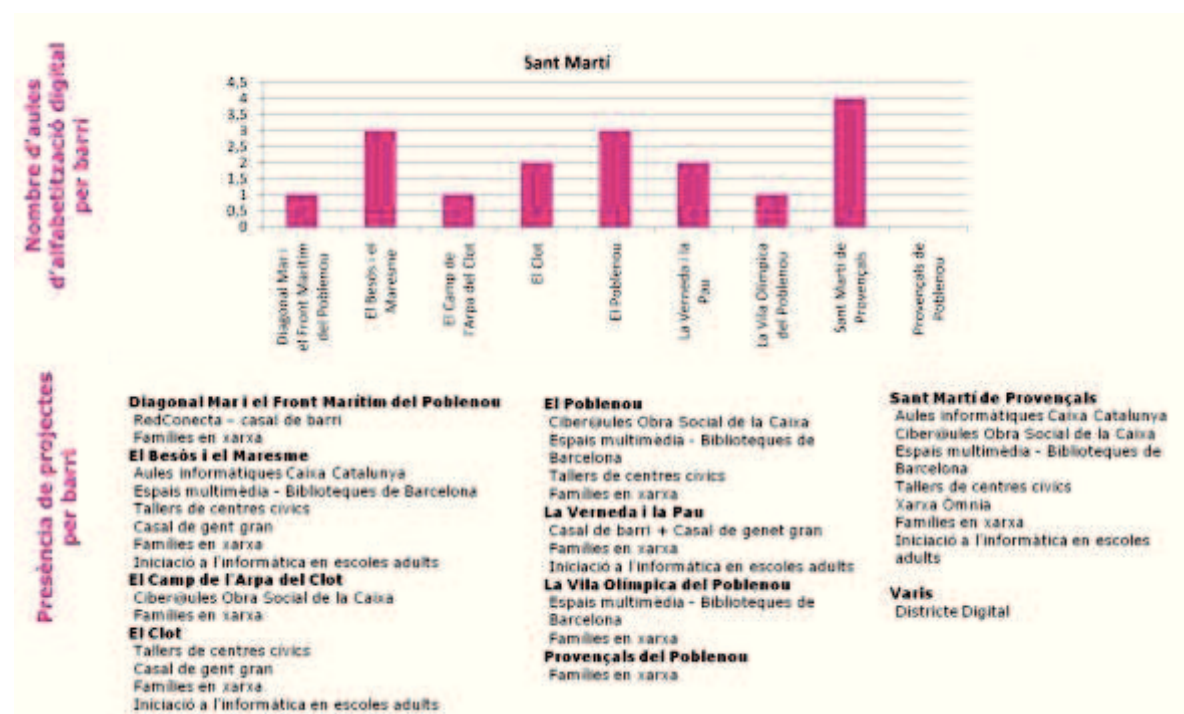 Nombre d'aules
d'alfabetització digital
per barri
Sant Martí
4,5
4
3,5
3
2,5
2
1,5
1
0,5
0
Diagonal Mar i
el Front Marítim
del Poblenou
El Besòs i el
Maresme
El Camp de
l'Arpa del Clot
El Clot
El Poblenou
La Verneda i la
Pau
La Vila Olímpica
del Poblenou
Sant Martí de
Provençals
Provençals de
Poblenou
Presència de projectes
per barri
Diagonal Mar i el Front Marítim del Poblenou
RedConecta – casal de barri
Famílies en xarxa
El Besòs i el Maresme
Aules informàtiques Caixa Catalunya
Espais multimèdia - Biblioteques de Barcelona
Tallers de centres cívics
Casal de gent gran
Famílies en xarxa
Iniciació a l'informàtica en escoles adults
El Camp de l'Arpa del Clot
Ciber@ules Obra Social de la Caixa
Famílies en xarxa
El Clot
Tallers de centres cívics
Casal de gent gran
Famílies en xarxa
Iniciació a l'informàtica en escoles adults
El Poblenou
Ciber@ules Obra Social de la Caixa
Espais multimèdia - Biblioteques de
Barcelona
Tallers de centres cívics
Famílies en xarxa
La Verneda i la Pau
Casal de barri + Casal de genet gran
Famílies en xarxa
Iniciació a l'informàtica en escoles adults
La Vila Olímpica del Poblenou
Espais multimèdia - Biblioteques de
Barcelona
Famílies en xarxa
Provençals del Poblenou
Famílies en xarxa
Sant Martí de Provençals
Aules informàtiques Caixa Catalunya
Ciber@ules Obra Social de la Caixa
Espais multimèdia - Biblioteques de
Barcelona
Tallers de centres cívics
Xarxa Òmnia
Famílies en xarxa
Iniciació a l'informàtica en escoles
adults
Varis
Districte Digital